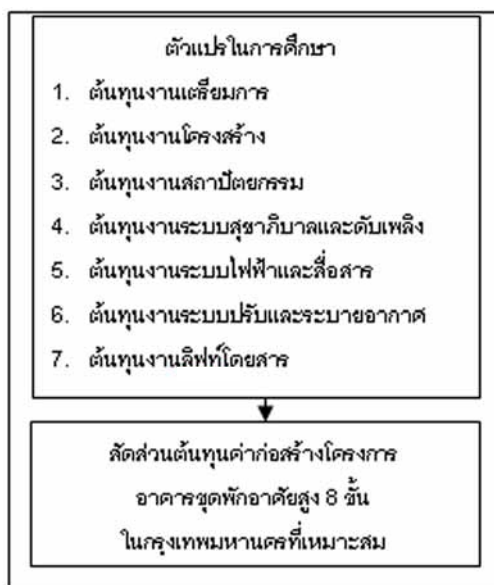 ตัวแปรในการศึกษา
1. ต้นทุนงานเตรียมการ
2. ต้นทุนงานโครงสร้าง
3. ต้นทุนงานสถาปัตยกรรม
4. ต้นทุนงานระบบสุขาภิบาลและดับเพลิง
5. ต้นทุนงานระบบไฟฟ้าและสื่อสาร
6. ต้นทุนงานระบบปรับและระบายอากาศ
7. ต้นทุนงานลิฟท์โดยสาร
สัดส่วนต้นทุนค่าก่อสร้างโครงการ
อาคารชุดพักอาศัยสูง 8 ชั้น
ในกรุงเทพมหานครที่เหมาะสม